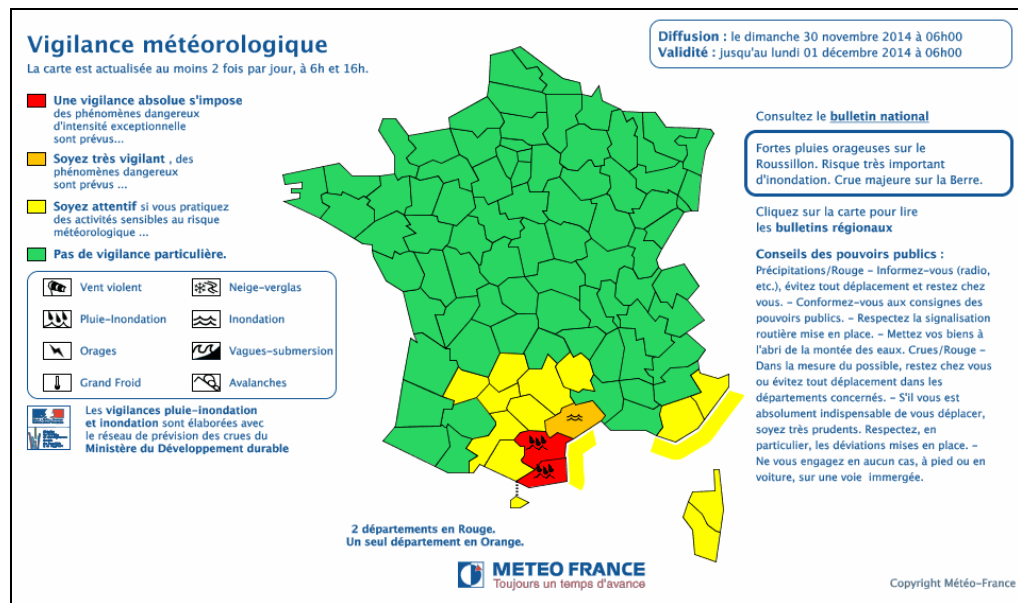 Vigilance météorologique
La carte est actualisée au moins 2 fois par jour, à 6h et 16h.
Diffusion : le dimanche 30 novembre 2014 à 06h00
Validité : jusqu'au lundi 01 décembre 2014 à 06h00
Une vigilance absolue s'impose
des phénomènes dangereux
d'intensité exceptionnelle
sont prévus...
Soyez très vigilant , des
phénomènes dangereux
sont prévus ...
Soyez attentif si vous pratiquez
des activités sensibles au risque
météorologique ...
Pas de vigilance particulière.
Vent violent
Neige-verglas
Pluie-Inondation
Inondation
Orages
Vagues-submersion
Grand Froid
Avalanches
Les vigilances pluie-inondation
et inondation sont élaborées avec
le réseau de prévision des crues du
Ministère du Développement durable
Consultez le bulletin national
Fortes pluies orageuses sur le
Roussillon. Risque très important
d'inondation. Crue majeure sur la Berre.
Cliquez sur la carte pour lire
les bulletins régionaux
Conseils des pouvoirs publics :
Précipitations/Rouge – Informez-vous (radio,
etc.), évitez tout déplacement et restez chez
vous. – Conformez-vous aux consignes des
pouvoirs publics. – Respectez la signalisation
routière mise en place. – Mettez vos biens à
l'abri de la montée des eaux. Crues/Rouge –
Dans la mesure du possible, restez chez vous
ou évitez tout déplacement dans les
départements concernés. – S'il vous est
absolument indispensable de vous déplacer,
soyez très prudents. Respectez, en
particulier, les déviations mises en place. –
Ne vous engagez en aucun cas, à pied ou en
voiture, sur une voie immergée.
2 départements en Rouge.
Un seul département en Orange.
METEO FRANCE
Toujours un temps d'avance
Copyright Météo-France